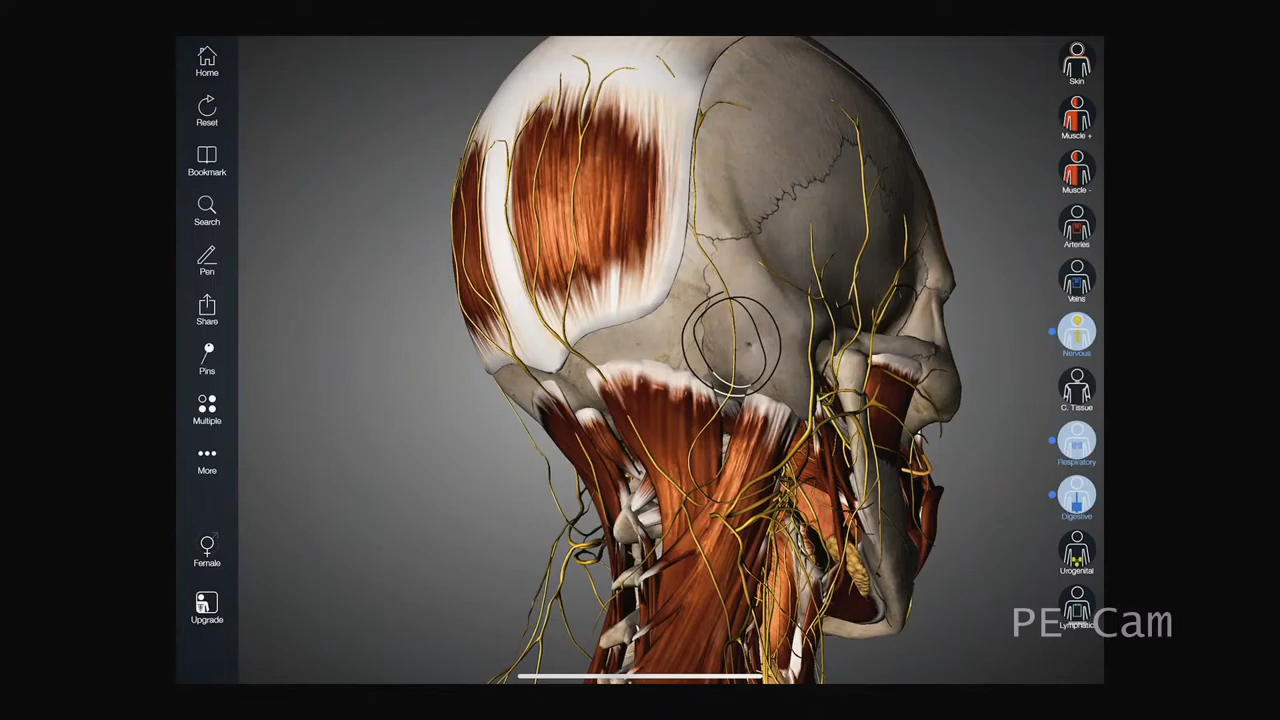 Home
Reset
Bookmark
Search
Pen
Share
Pins
Multiple
More
Female
Upgrade
Skin
Muscle +
Muscle -
Arteries
Veins
Nervous
C. Tissue
Respiratory
Digestive
Urogenital
Lymphatic
PE Cam